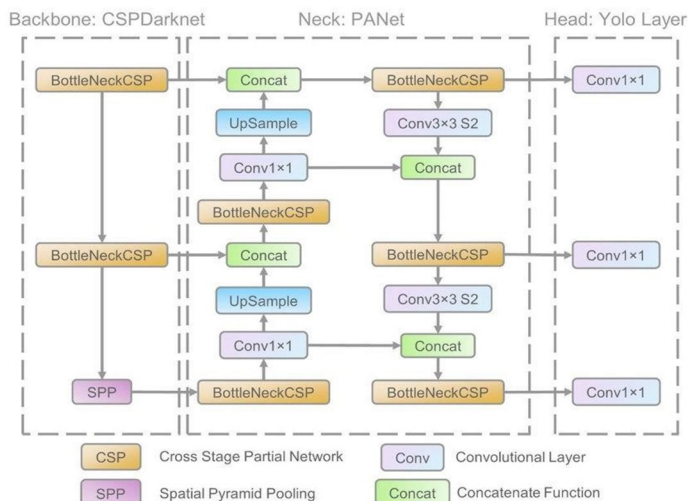 Backbone: CSPDarknet Neck: PANet Head: Yolo Layer
BottleNeckCSP Concat BottleNeckCSP Conv1×1
UpSample Conv3×3 S2
Conv1×1 Concat
BottleNeckCSP
BottleNeckCSP Concat BottleNeckCSP Conv1×1
UpSample Conv3×3 S2
Conv1×1 Concat
SPP BottleNeckCSP BottleNeckCSP Conv1×1
CSP Cross Stage Partial Network Conv Convolutional Layer
SPP Spatial Pyramid Pooling Concat Concatenate Function